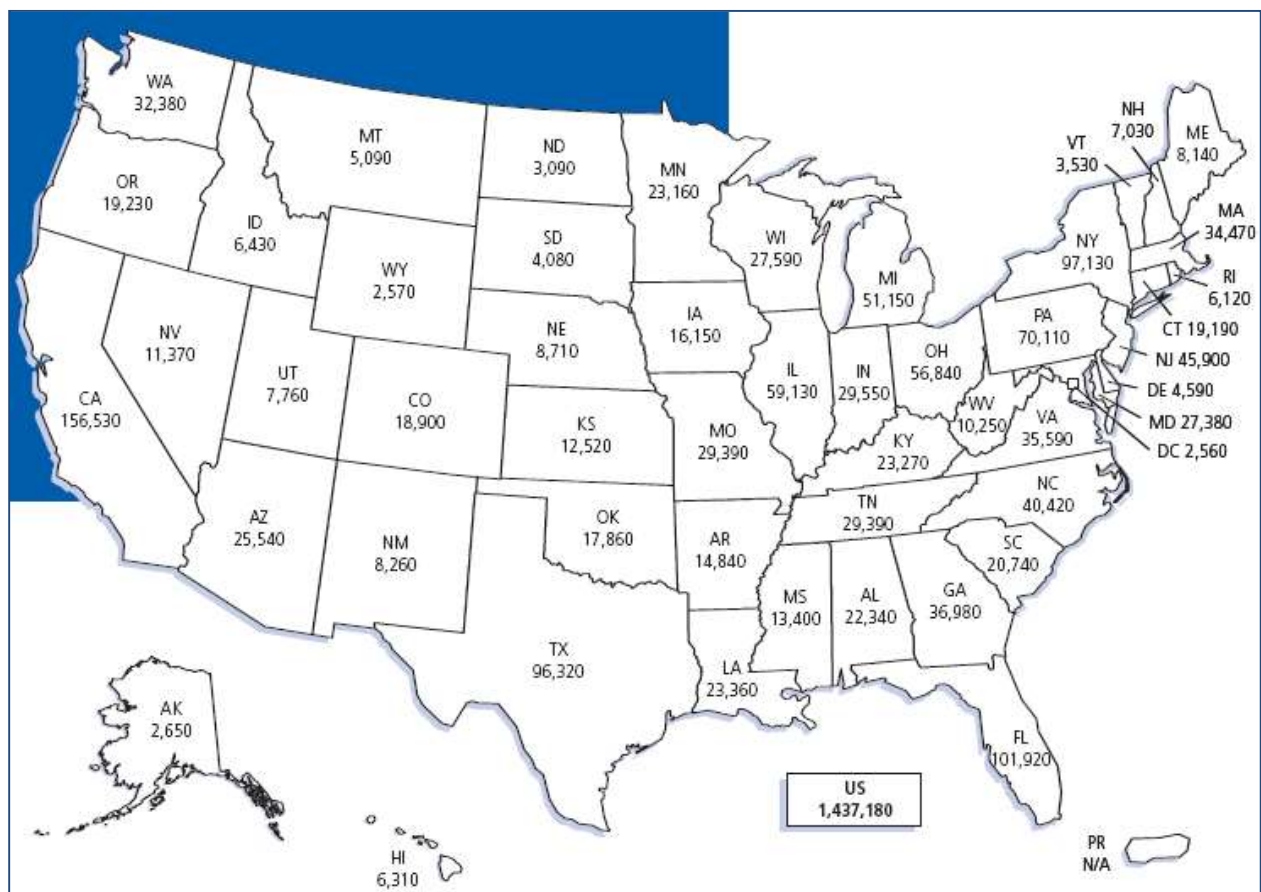 WA
32,380
MT
5,090
ND
3,090
MN
23,160
NH
7,030
VT
3,530
ME
8,140
OR
19,230
ID
6,430
SD
4,080
WI
27,590
MI
51,150
NY
97,130
MA
34,470
RI
6,120
CT 19,190
WY
2,570
IA
16,150
PA
70,110
NJ 45,900
NV
11,370
NE
8,710
UT
7,760
CO
18,900
IL
59,130
IN
29,550
OH
56,840
DE 4,590
MD 27,380
DC 2,560
CA
156,530
KS
12,520
MO
29,390
WV
10,250
VA
35,590
KY
23,270
NC
40,420
AZ
25,540
NM
8,260
OK
17,860
AR
14,840
TN
29,390
SC
20,740
MS
13,400
AL
22,340
GA
36,980
TX
96,320
LA
23,360
AK
2,650
FL
101,920
US
1,437,180
HI
6,310
PR
N/A